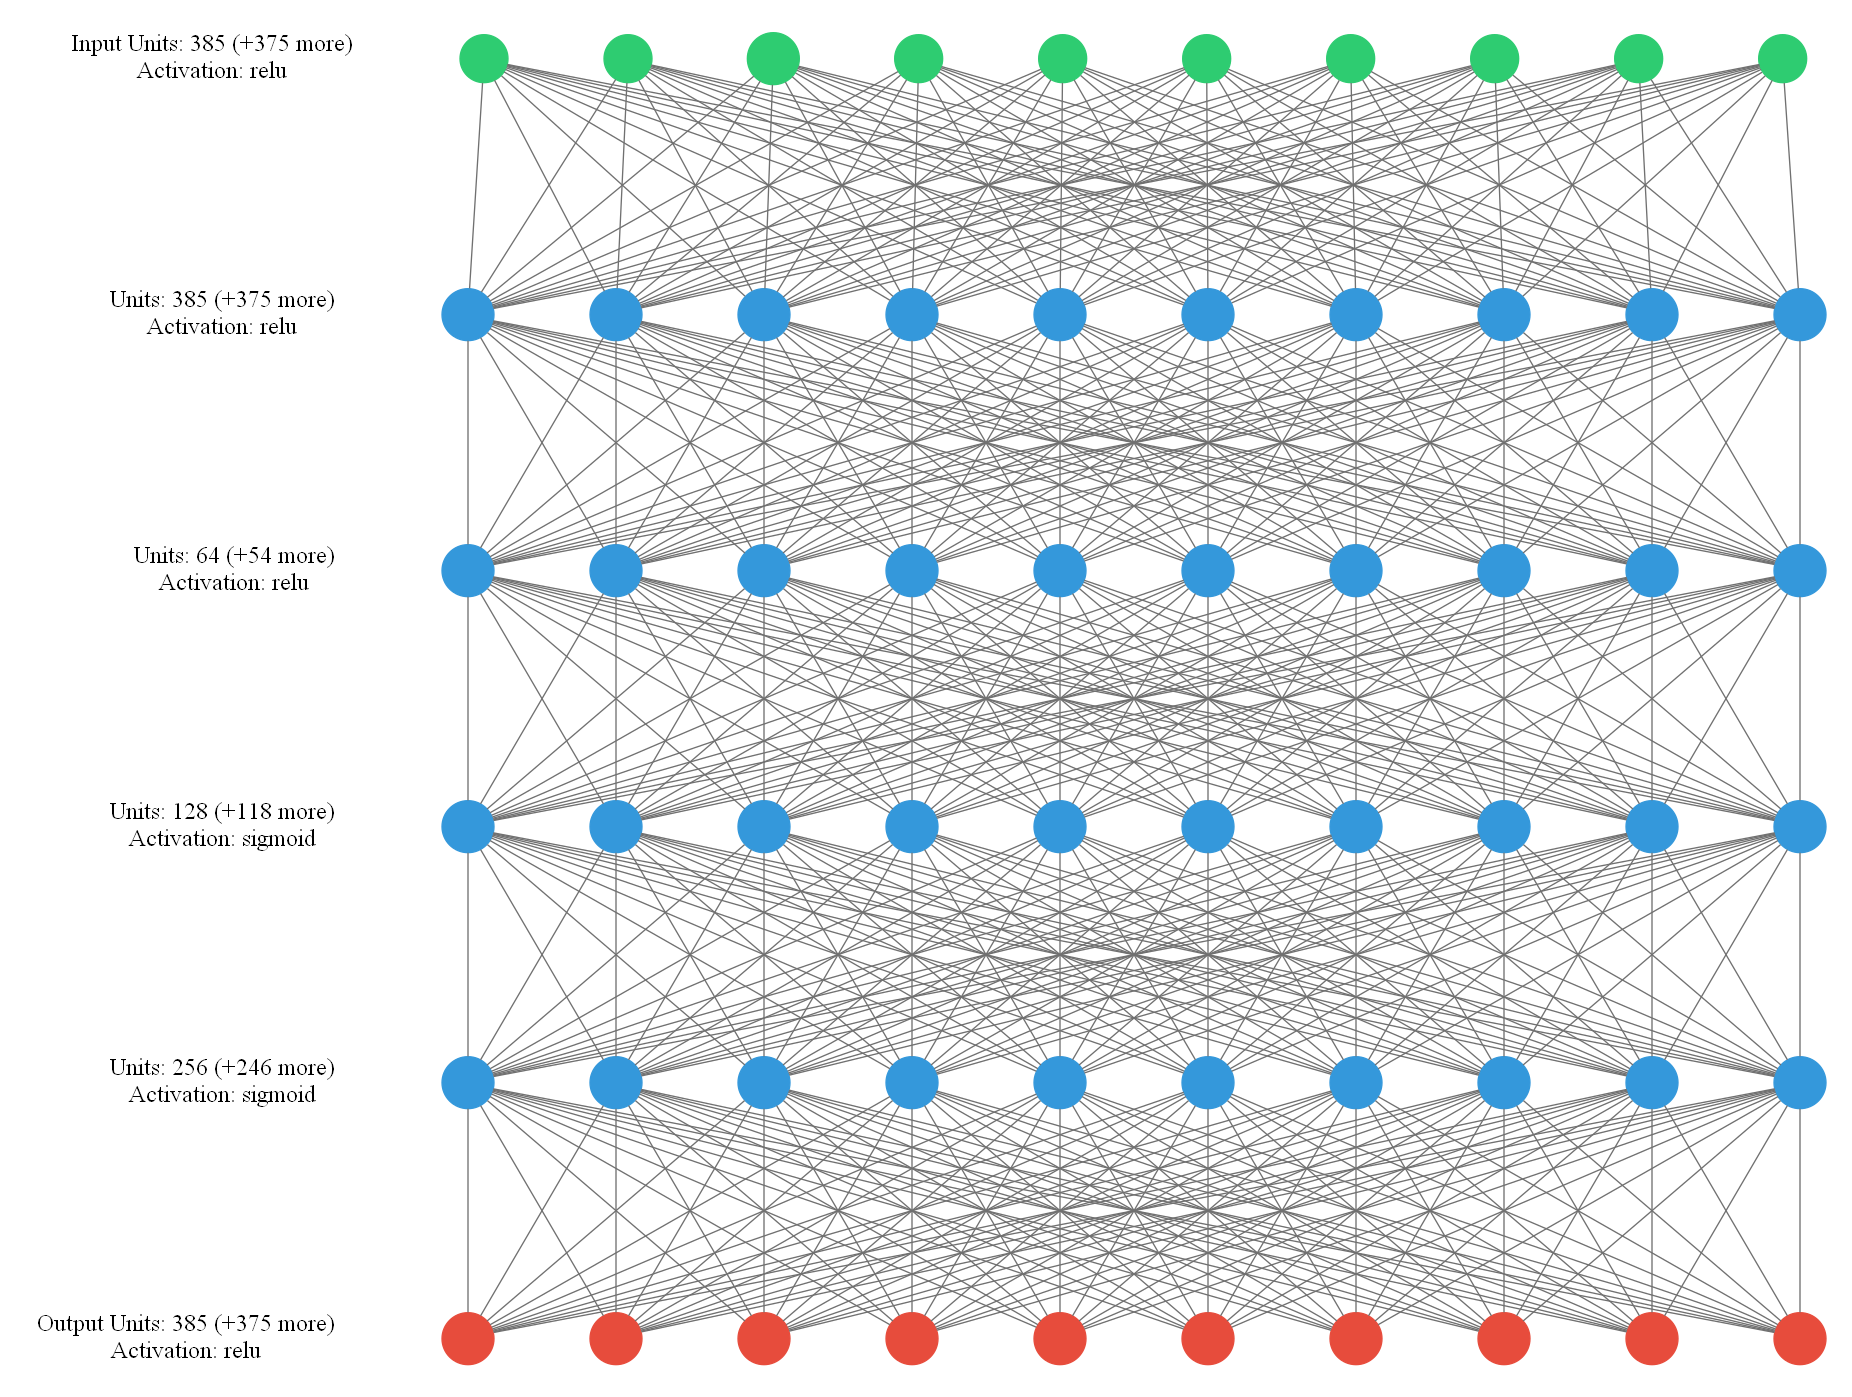 Input Units: 385 (+375 more)
Activation: relu
Units: 385 (+375 more)
Activation: relu
Units: 64 (+54 more)
Activation: relu
Units: 128 (+118 more)
Activation: sigmoid
Units: 256 (+246 more)
Activation: sigmoid
Output Units: 385 (+375 more)
Activation: relu